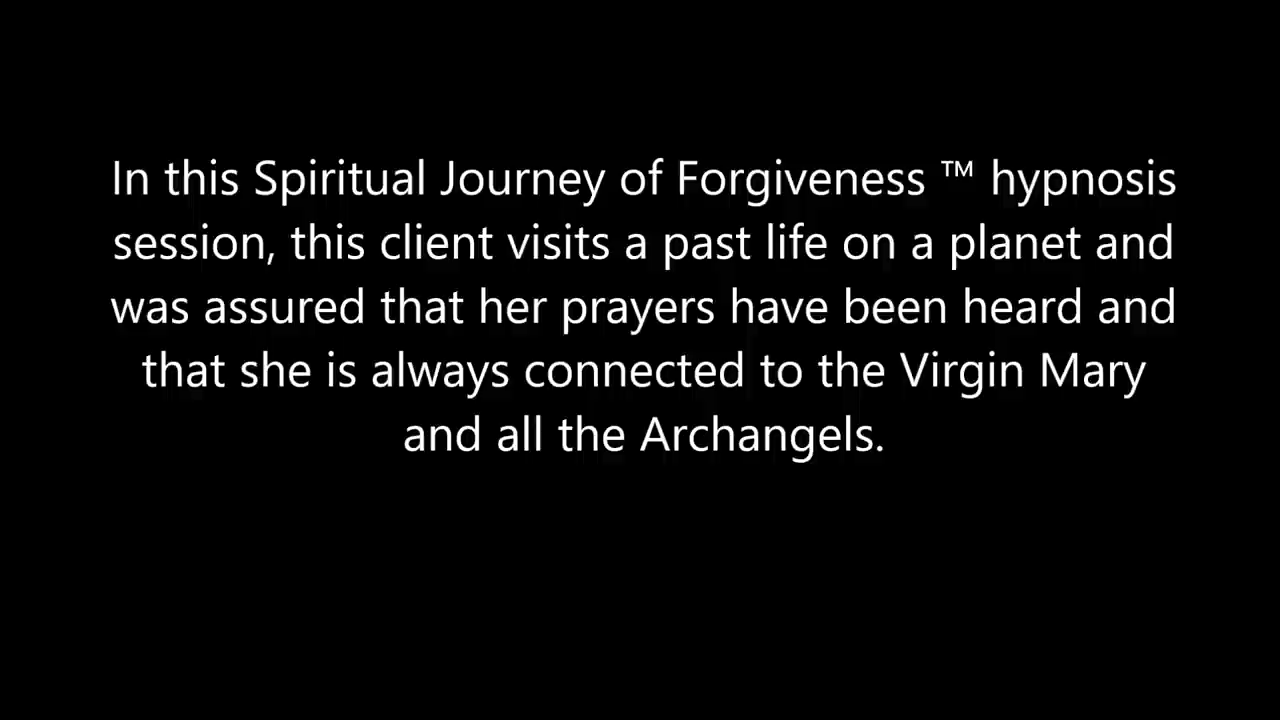 In this Spiritual Journey of Forgiveness ™ hypnosis
session, this client visits a past life on a planet and
was assured that her prayers have been heard and
that she is always connected to the Virgin Mary
and all the Archangels.